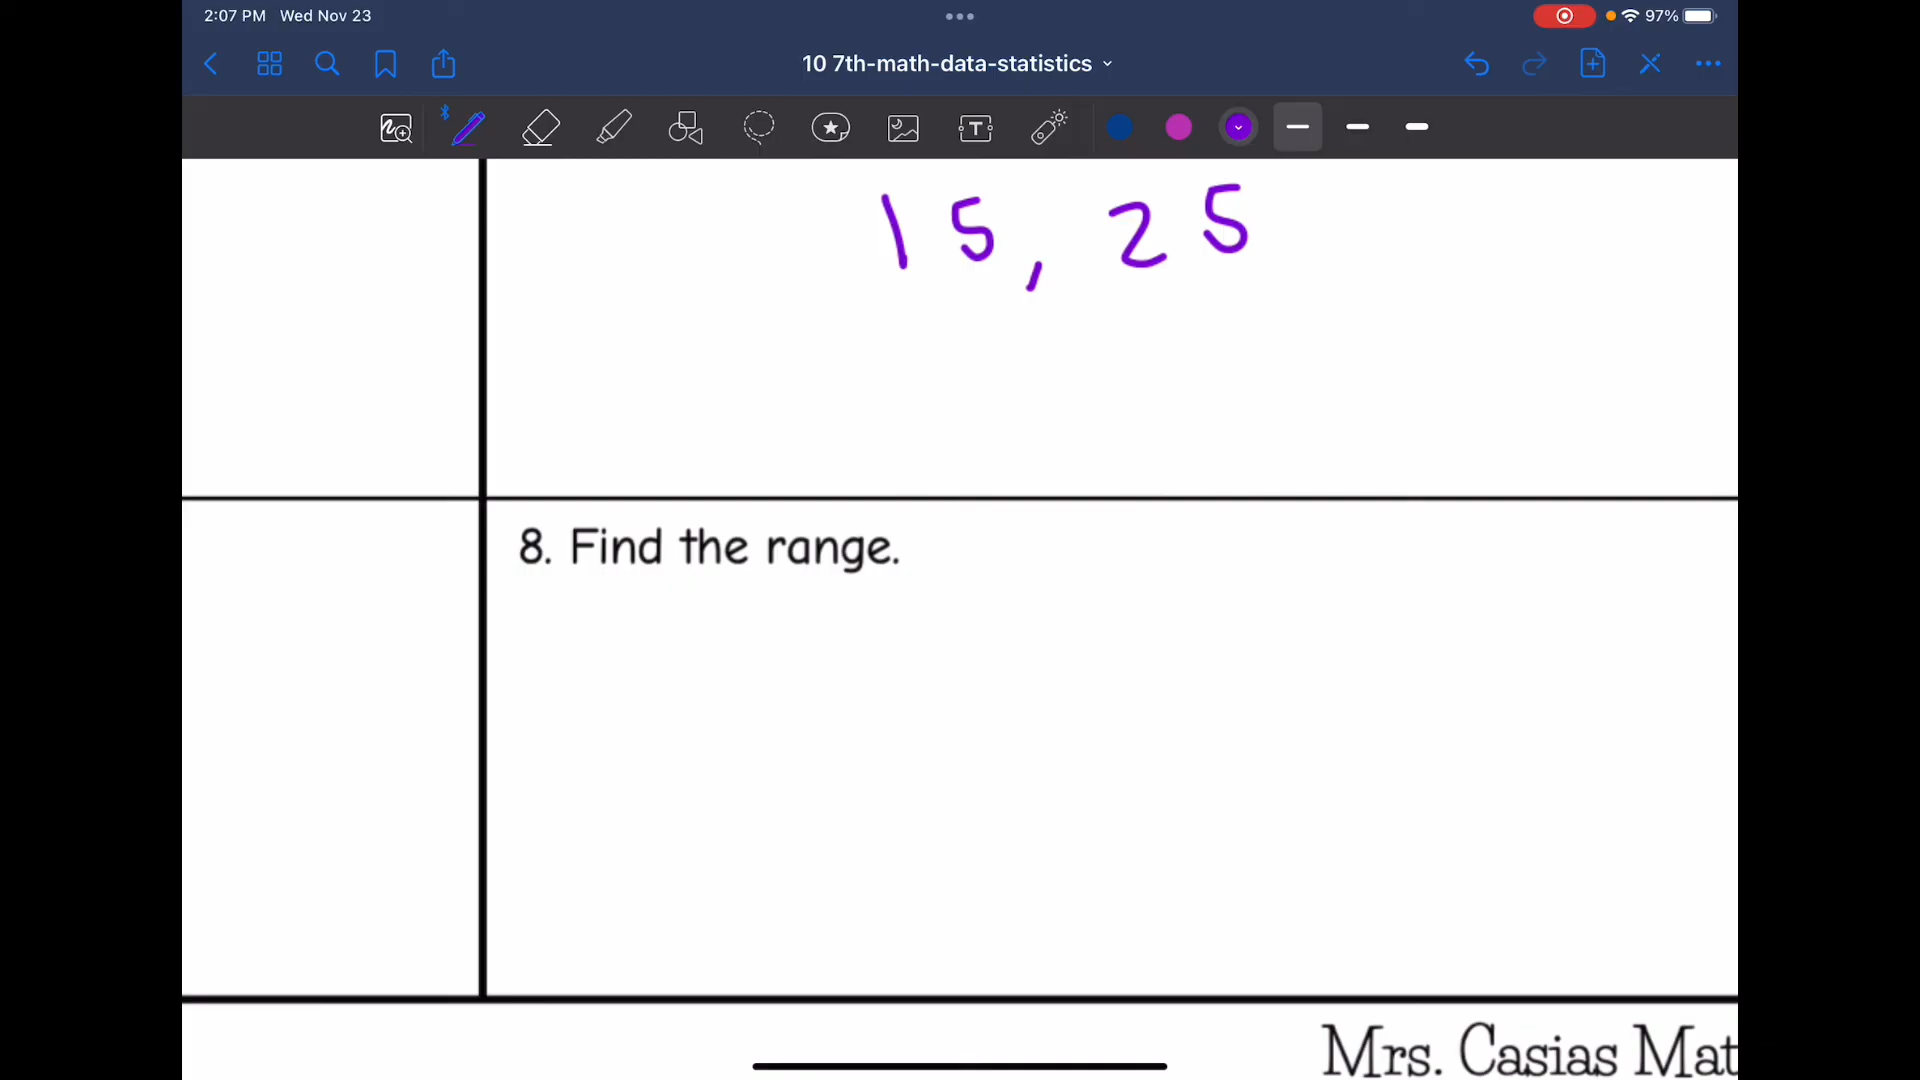 2:07 PM Wed Nov 23
97%
10 7th-math-data-statistics
T
15, 25
8. Find the range.
Mrs. Casias Mat